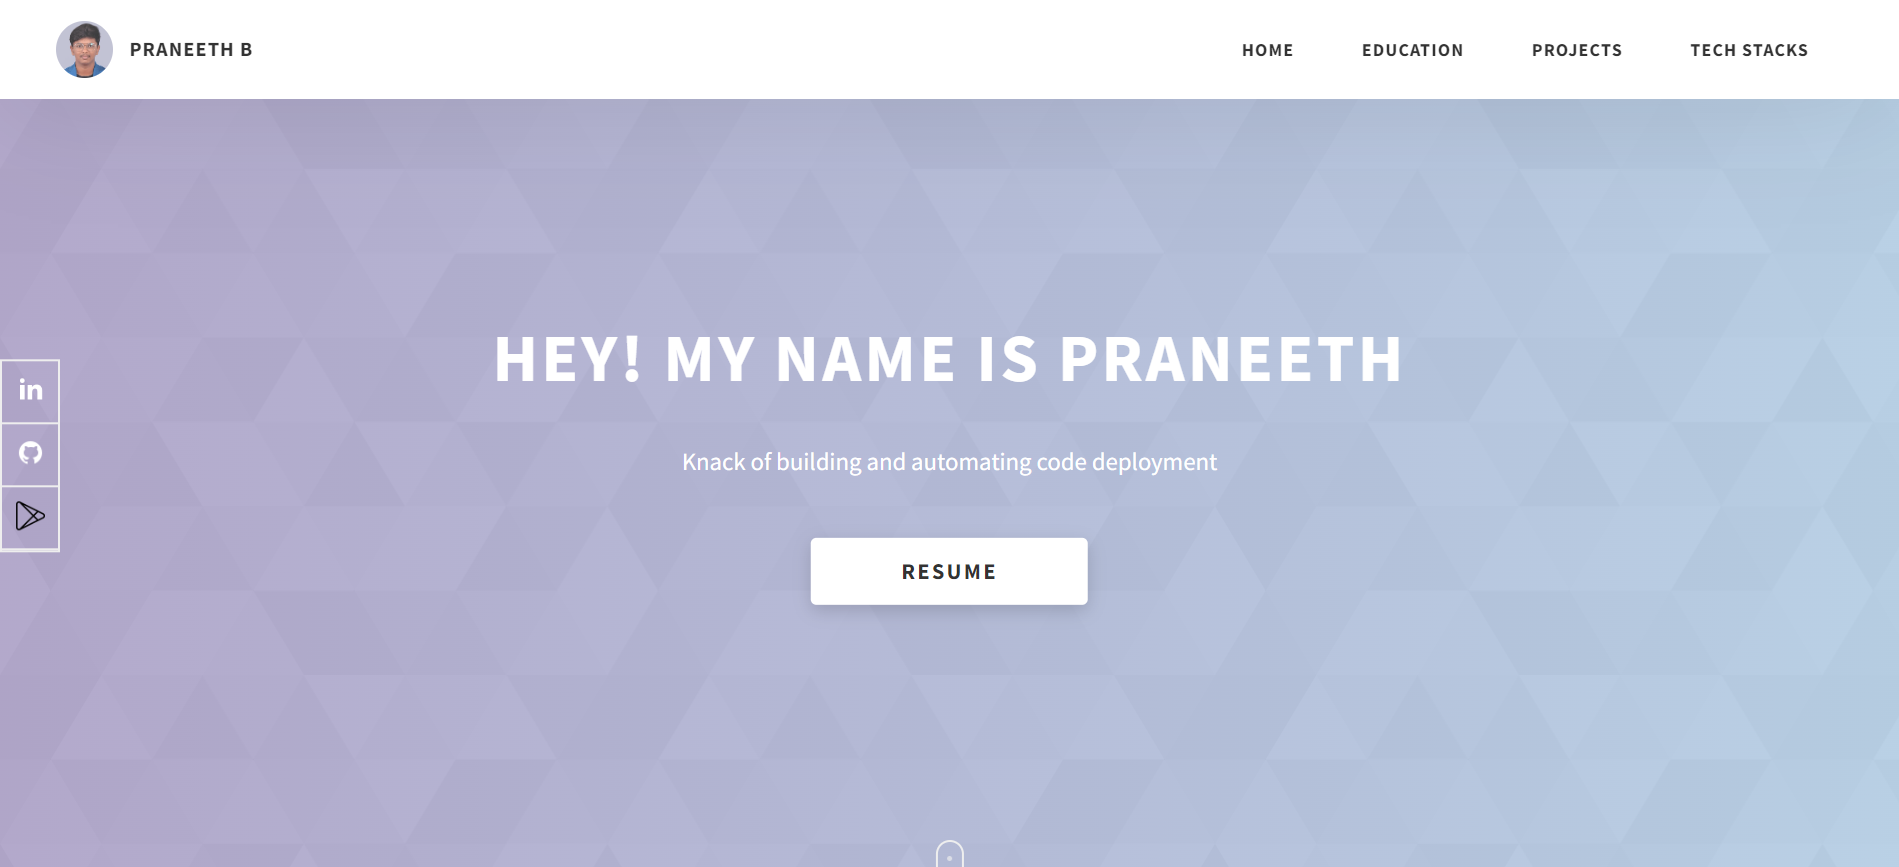 PRANEETH B
HOME EDUCATION PROJECTS TECH STACKS
HEY! MY NAME IS PRANEETH
in
Knack of building and automating code deployment
RESUME